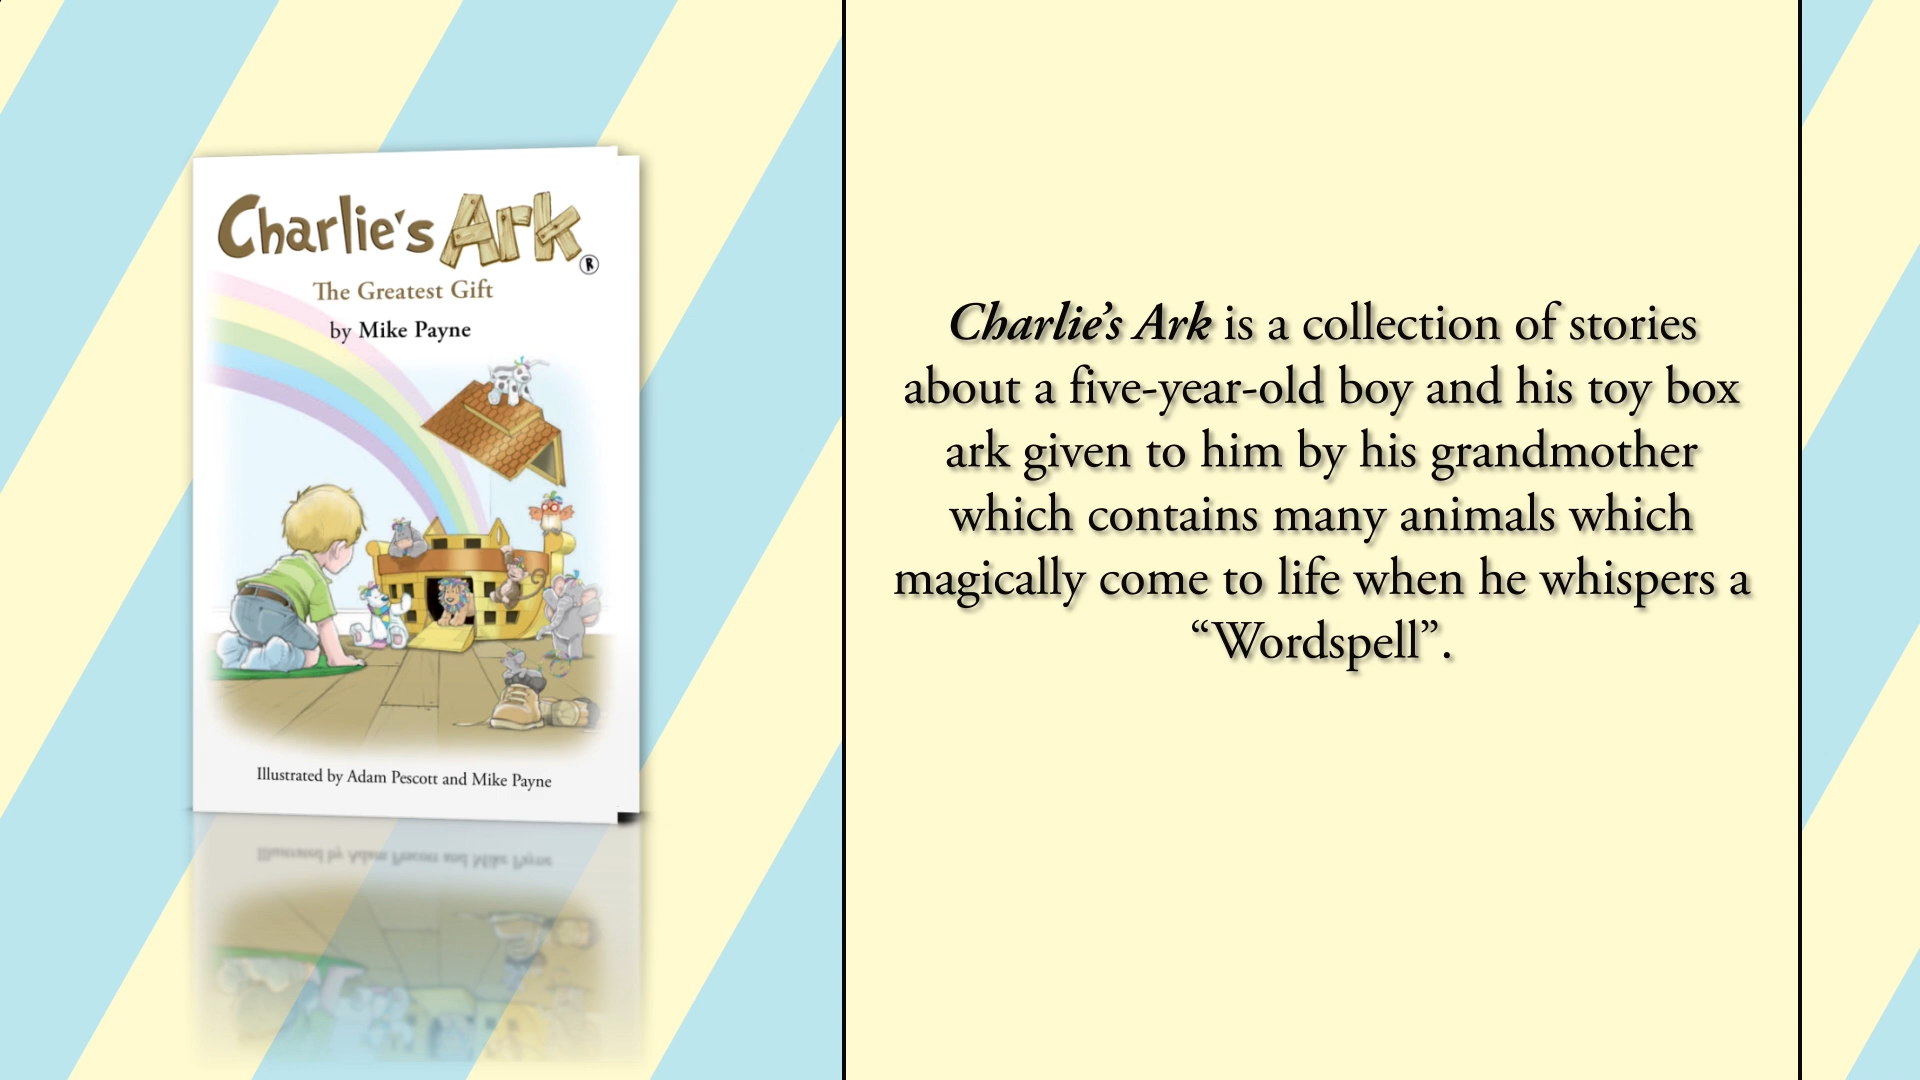 Charlie's Ark
®
The Greatest Gift
by Mike Payne
Illustrated by Adam Pescott and Mike Payne
Charlie’s Ark is a collection of stories
about a five-year-old boy and his toy box
ark given to him by his grandmother
which contains many animals which
magically come to life when he whispers a
“Wordspell”.